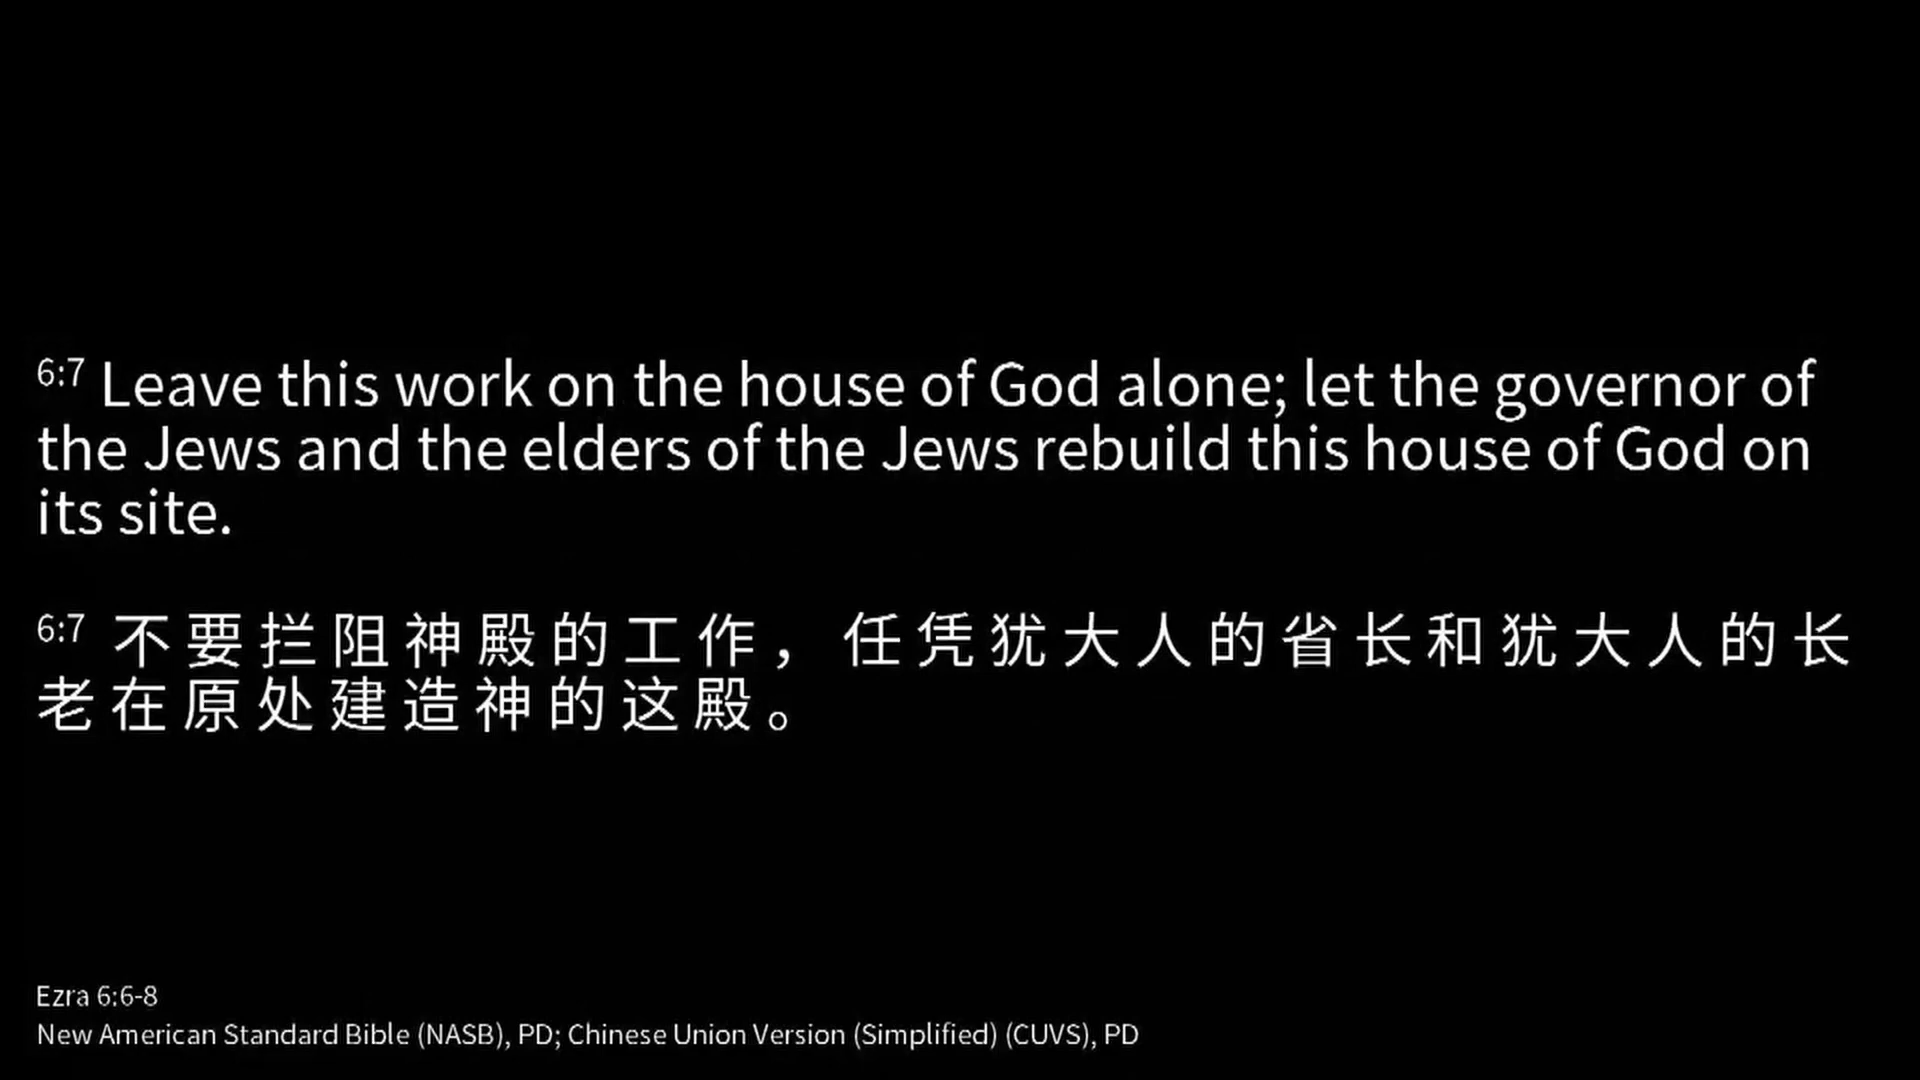 6:7 Leave this work on the house of God alone; let the governor of
the Jews and the elders of the Jews rebuild this house of God on
its site.
6:7 不要拦阻神殿的工作，任凭犹大人的省长和犹大人的长
老在原处建造神的这殿。
Ezra 6:6-8
New American Standard Bible (NASB), PD; Chinese Union Version (Simplified) (CUVS), PD